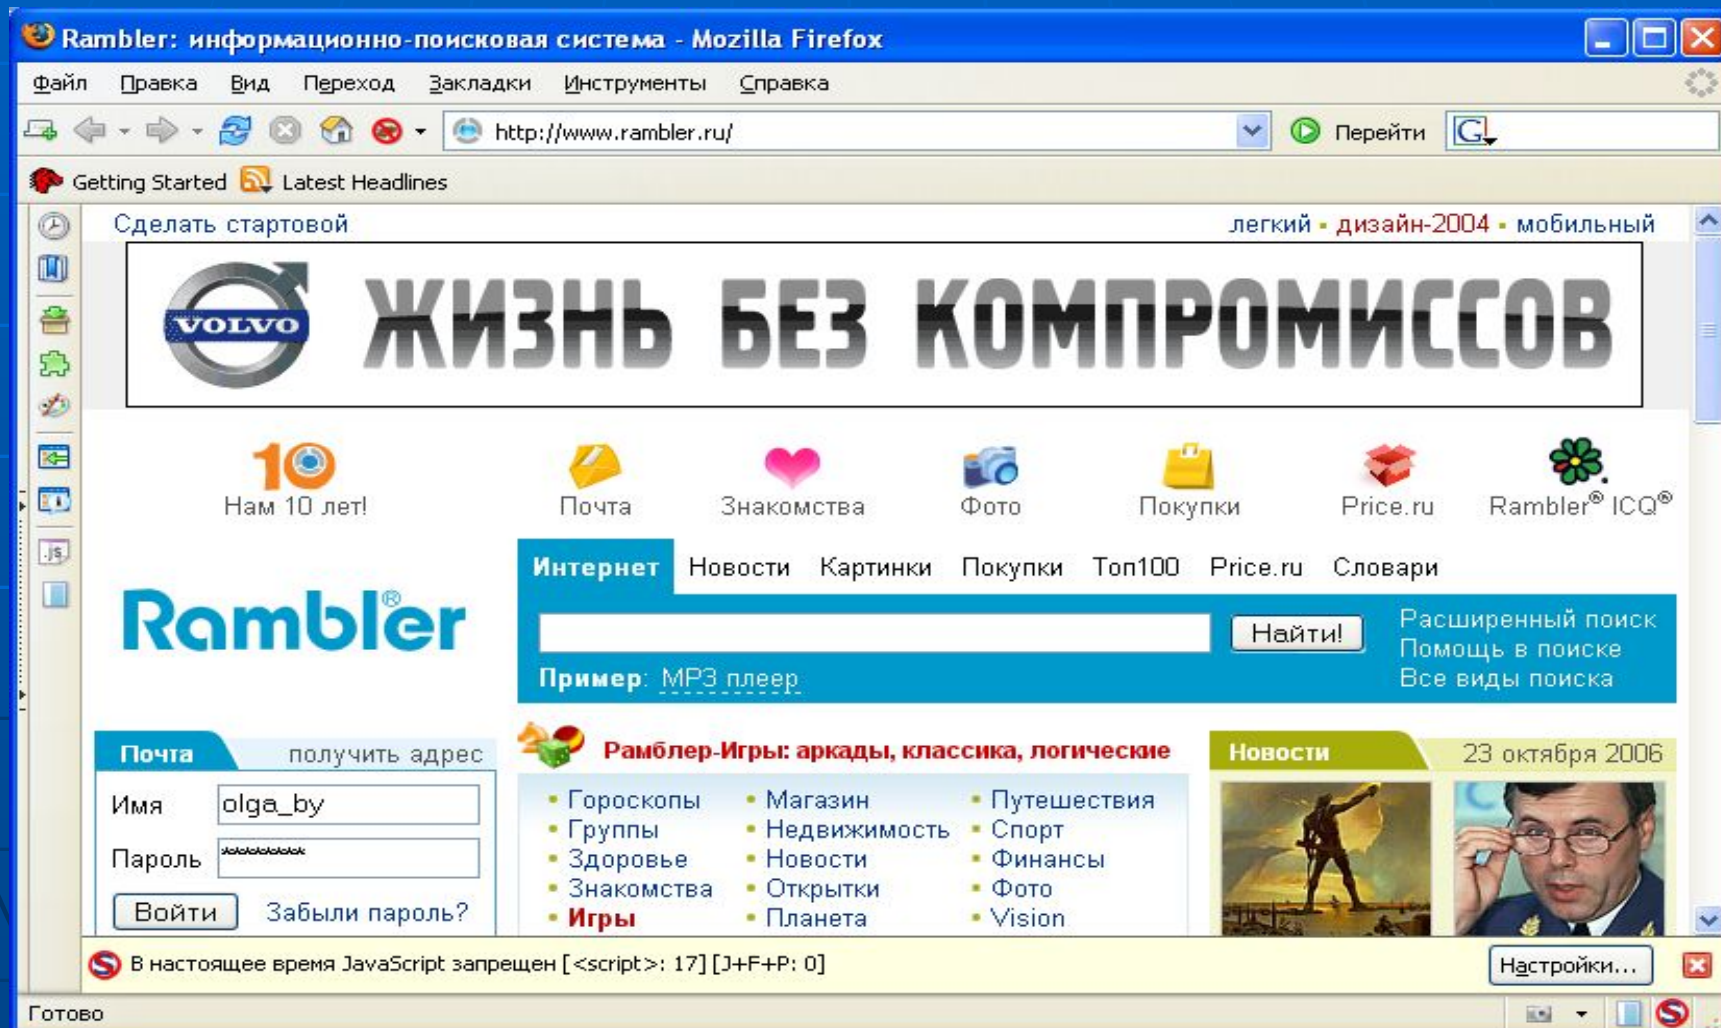 Rambler: информационно-поисковая система - Mozilla Firefox
Файл Правка Вид Переход Закладки Инструменты Справка
http://www.rambler.ru/ Перейти G
Getting Started Latest Headlines
Сделать стартовой легкий ▪ дизайн-2004 ▪ мобильный
VOLVO ЖИЗНЬ БЕЗ КОМПРОМИССОВ
10
Нам 10 лет! Почта Знакомства Фото Покупки Price.ru Rambler® ICQ®
.js
Интернет Новости Картинки Покупки Топ100 Price.ru Словари
Rambler®
Найти!
Расширенный поиск
Помощь в поиске
Все виды поиска
Пример: MP3 плеер
Почта получить адрес
Имя olga_by
Пароль **********
Войти Забыли пароль?
Рамблер-Игры: аркады, классика, логические
▪ Гороскопы ▪ Магазин ▪ Путешествия
▪ Группы ▪ Недвижимость ▪ Спорт
▪ Здоровье ▪ Новости ▪ Финансы
▪ Знакомства ▪ Открытки ▪ Фото
▪ Игры ▪ Планета ▪ Vision
Новости 23 октября 2006
S В настоящее время JavaScript запрещен [<script>: 17] [J+F+P: 0] Настройки...
Готово S